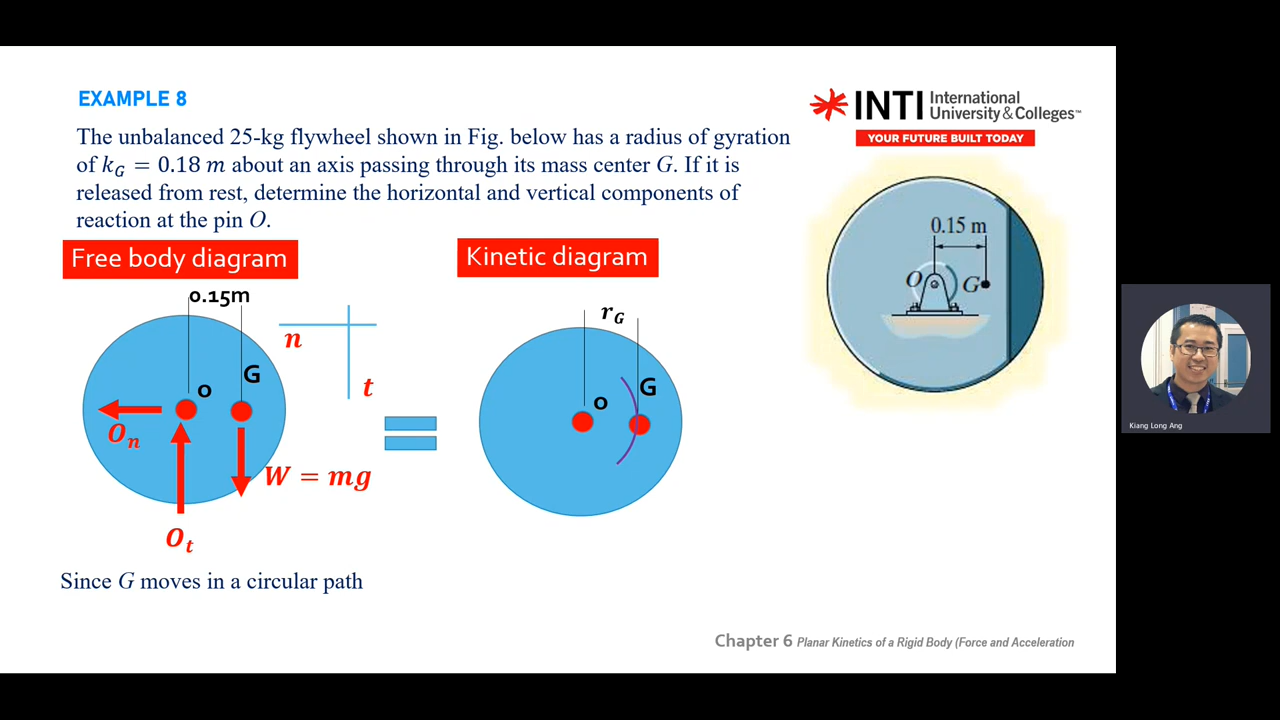 EXAMPLE 8
The unbalanced 25-kg flywheel shown in Fig. below has a radius of gyration
of k_G = 0.18 m about an axis passing through its mass center G. If it is
released from rest, determine the horizontal and vertical components of
reaction at the pin O.
INTI International
University & Colleges™
YOUR FUTURE BUILT TODAY
Free body diagram
Kinetic diagram
0.15m
n
t
G
o
O_n
W = mg
O_t
r_G
G
o
0.15 m
O
G
Since G moves in a circular path
Chapter 6 Planar Kinetics of a Rigid Body (Force and Acceleration
Kiang Long Ang